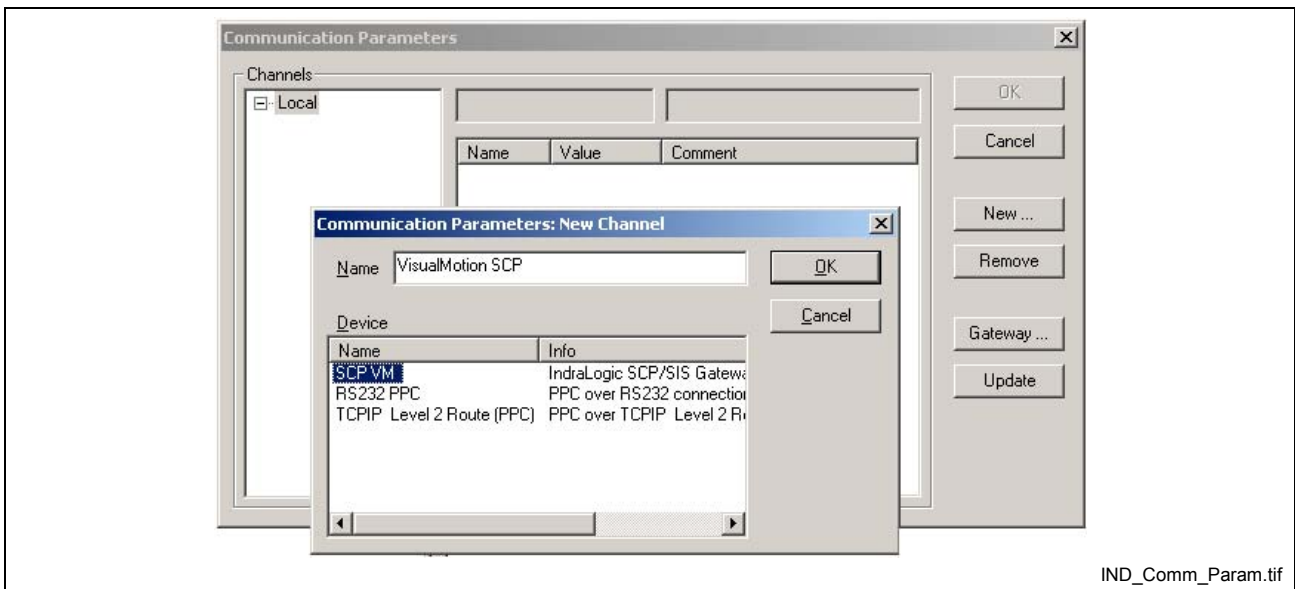 Communication Parameters
Channels
Local
OK
Cancel
Name Value Comment
New ...
Remove
Gateway ...
Update
Communication Parameters: New Channel
Name VisualMotion SCP
OK
Cancel
Device
Name Info
SCP VM IndraLogic SCP/SIS Gatewa
RS232 PPC PPC over RS232 connection
TCPIP Level 2 Route (PPC) PPC over TCPIP Level 2 R
IND_Comm_Param.tif